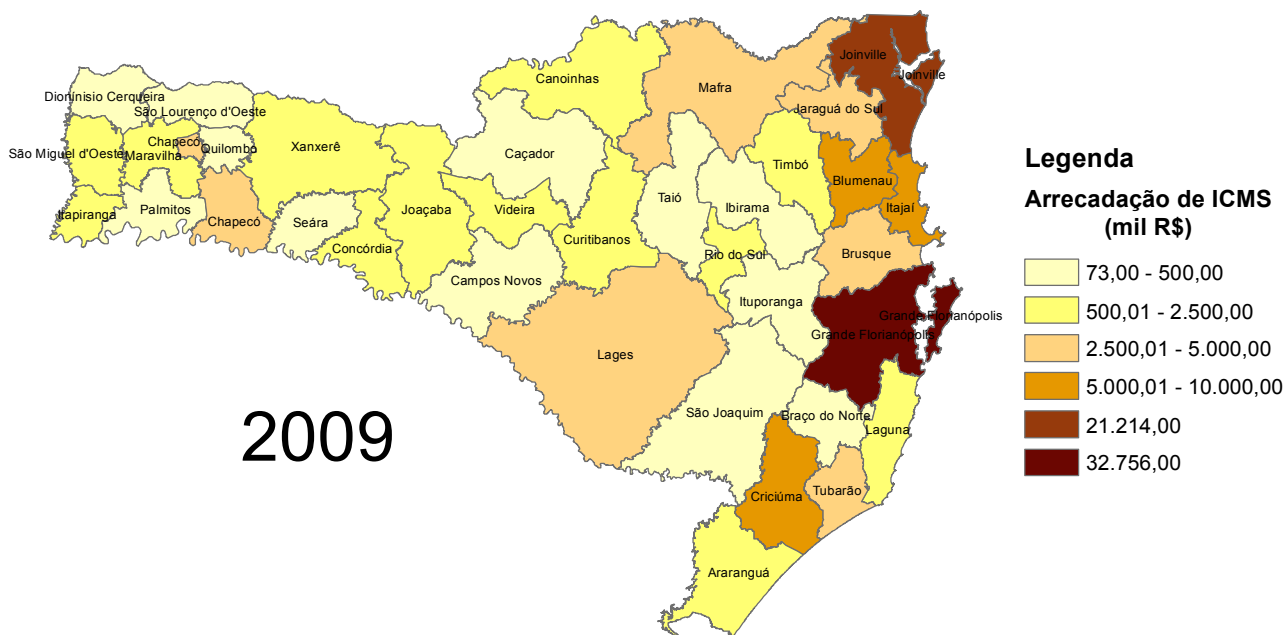 Joinville
Joinville
Canoinhas
Mafra
Dionínisio Cerqueira
São Lourenço d'Oeste
Jaraguá do Sul
Chapecó
Quilombo
Xanxerê
São Miguel d'Oeste
Maravilha
Caçador
Timbó
Blumenau
Taió
Ibirama
Itajaí
Palmitos
Itapiranga
Chapecó
Seára
Joaçaba
Videira
Curitibanos
Concórdia
Rio do Sul
Brusque
Campos Novos
Ituporanga
Grande Florianópolis
Grande Florianópolis
Lages
São Joaquim
Braço do Norte
Laguna
2009
Criciúma
Tubarão
Araranguá
Legenda
Arrecadação de ICMS
(mil R$)
73,00 - 500,00
500,01 - 2.500,00
2.500,01 - 5.000,00
5.000,01 - 10.000,00
21.214,00
32.756,00